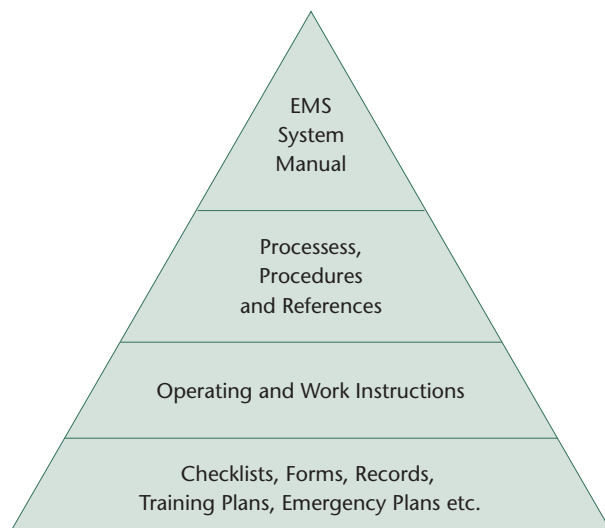 EMS
System
Manual
Processess,
Procedures
and References
Operating and Work Instructions
Checklists, Forms, Records,
Training Plans, Emergency Plans etc.